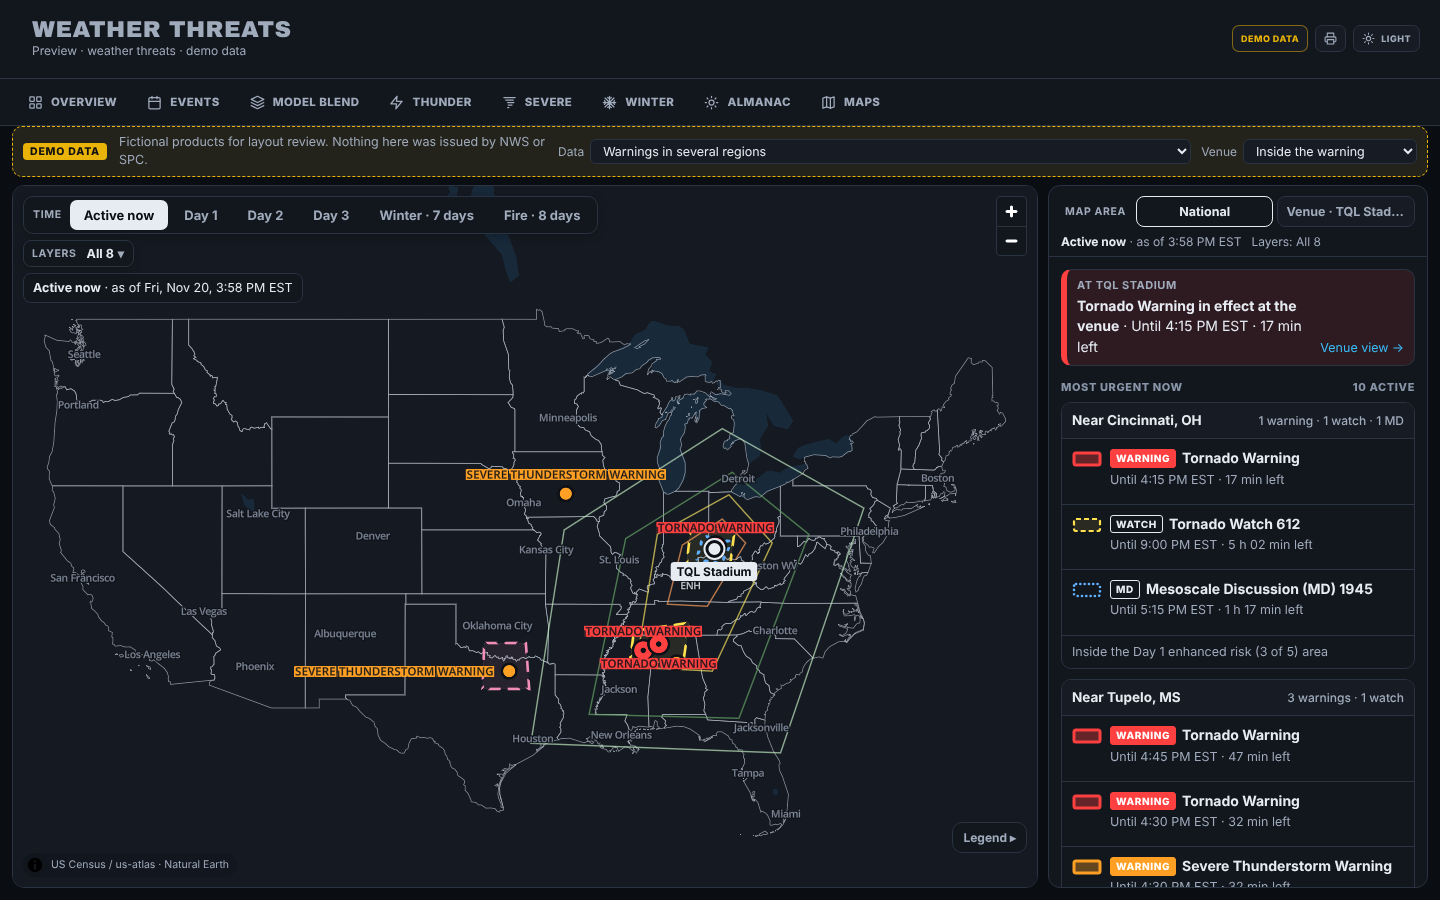 WEATHER THREATS
Preview · weather threats · demo data
DEMO DATA
LIGHT
OVERVIEW
EVENTS
MODEL BLEND
THUNDER
SEVERE
WINTER
ALMANAC
MAPS
DEMO DATA
Fictional products for layout review. Nothing here was issued by NWS or
SPC.
Data
Warnings in several regions
Venue
Inside the warning
TIME
Active now
Day 1
Day 2
Day 3
Winter · 7 days
Fire · 8 days
LAYERS
All 8 ▾
Active now · as of Fri, Nov 20, 3:58 PM EST
+
−
Seattle
Portland
Minneapolis
SEVERE THUNDERSTORM WARNING
Detroit
Boston
Omaha
Salt Lake City
Denver
TORNADO WARNING
Philadelphia
Kansas City
St. Louis
ston WV
TQL Stadium
ENH
San Francisco
Las Vegas
Oklahoma City
Albuquerque
TORNADO WARNING
Charlotte
Los Angeles
Phoenix
SEVERE THUNDERSTORM WARNING
TORNADO WARNING
Jackson
Houston
New Orleans
Jacksonville
Tampa
Miami
Legend ▸
US Census / us-atlas · Natural Earth
MAP AREA
National
Venue · TQL Stad...
Active now · as of 3:58 PM EST Layers: All 8
AT TQL STADIUM
Tornado Warning in effect at the
venue · Until 4:15 PM EST · 17 min
left
Venue view →
MOST URGENT NOW
10 ACTIVE
Near Cincinnati, OH
1 warning · 1 watch · 1 MD
WARNING Tornado Warning
Until 4:15 PM EST · 17 min left
WATCH Tornado Watch 612
Until 9:00 PM EST · 5 h 02 min left
MD Mesoscale Discussion (MD) 1945
Until 5:15 PM EST · 1 h 17 min left
Inside the Day 1 enhanced risk (3 of 5) area
Near Tupelo, MS
3 warnings · 1 watch
WARNING Tornado Warning
Until 4:45 PM EST · 47 min left
WARNING Tornado Warning
Until 4:30 PM EST · 32 min left
WARNING Severe Thunderstorm Warning
Until 4:30 PM EST · 32 min left